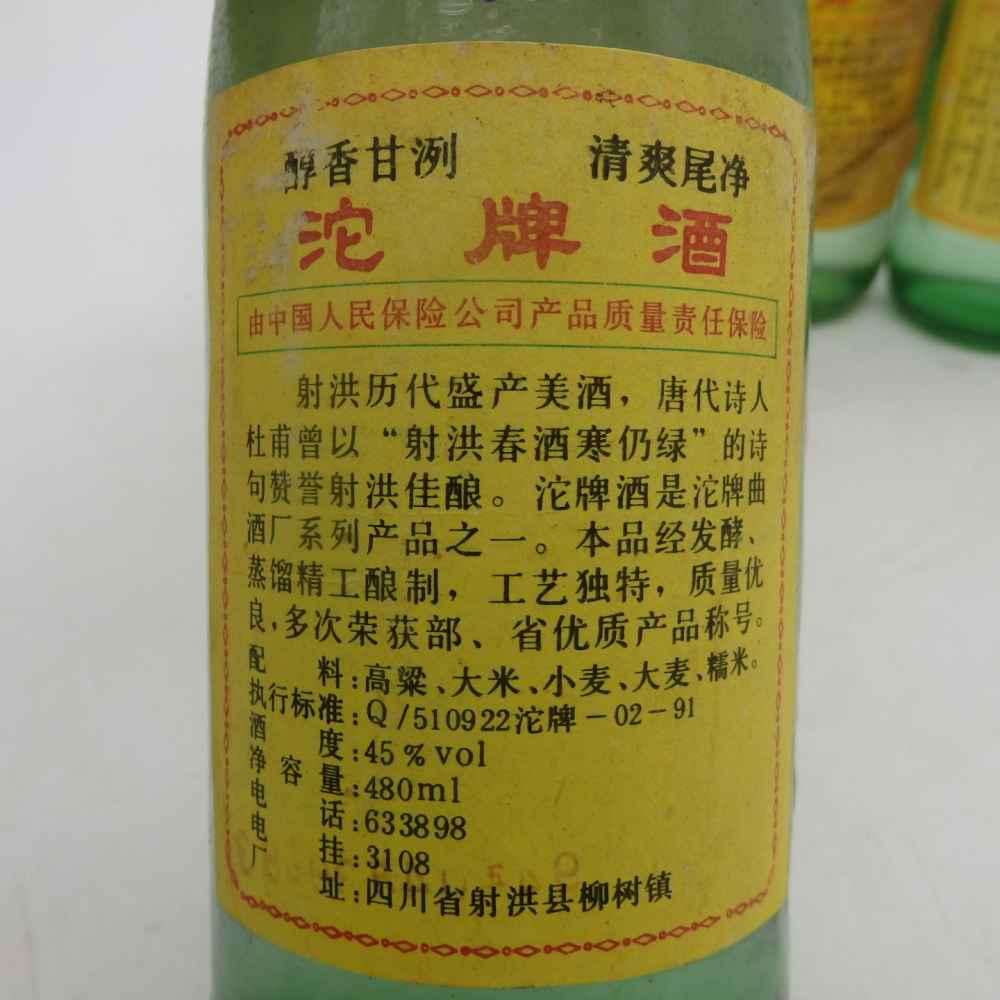 醇香甘洌 清爽尾净
沱牌酒
由中国人民保险公司产品质量责任保险
射洪历代盛产美酒，唐代诗人
杜甫曾以“射洪春酒寒仍绿”的诗
句赞誉射洪佳酿。沱牌酒是沱牌曲
酒厂系列产品之一。本品经发酵、
蒸馏精工酿制，工艺独特，质量优
良，多次荣获部、省优质产品称号。
配料：高粱、大米、小麦、大麦、糯米。
执行标准：Q/510922沱牌－02－91
酒度：45%vol
净容量：480ml
电话：633898
电挂：3108
厂址：四川省射洪县柳树镇